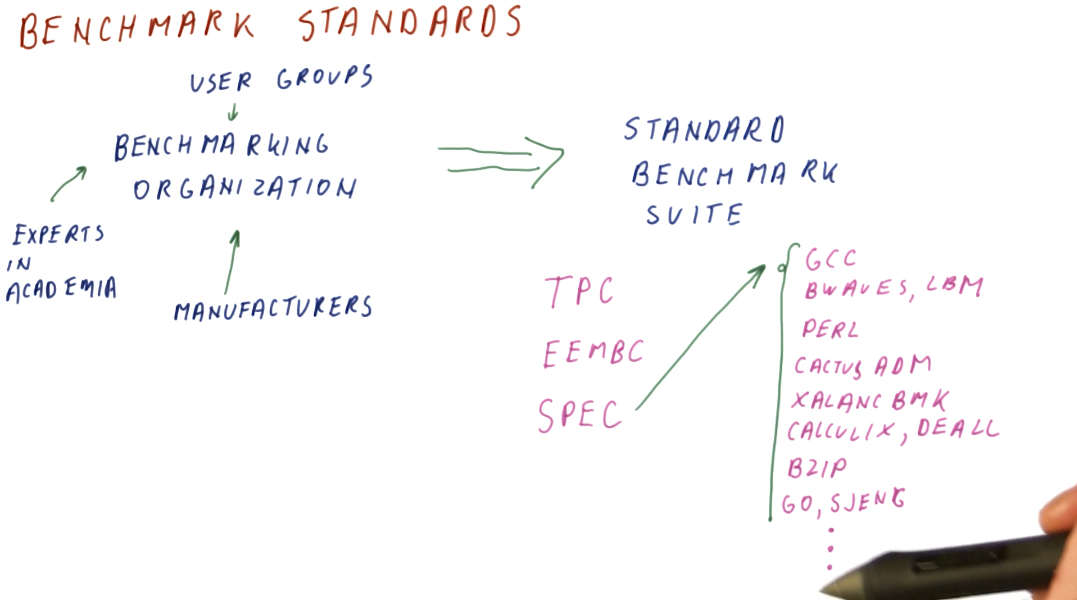 BENCHMARK STANDARDS
USER GROUPS
BENCHMARKING
ORGANIZATION
EXPERTS
IN
ACADEMIA
MANUFACTURERS
STANDARD
BENCHMARK
SUITE
TPC
EEMBC
SPEC
GCC
BWAVES, LBM
PERL
CACTUS ADM
XALANC BMK
CALCULIX, DEALL
BZIP
GO, SJENG